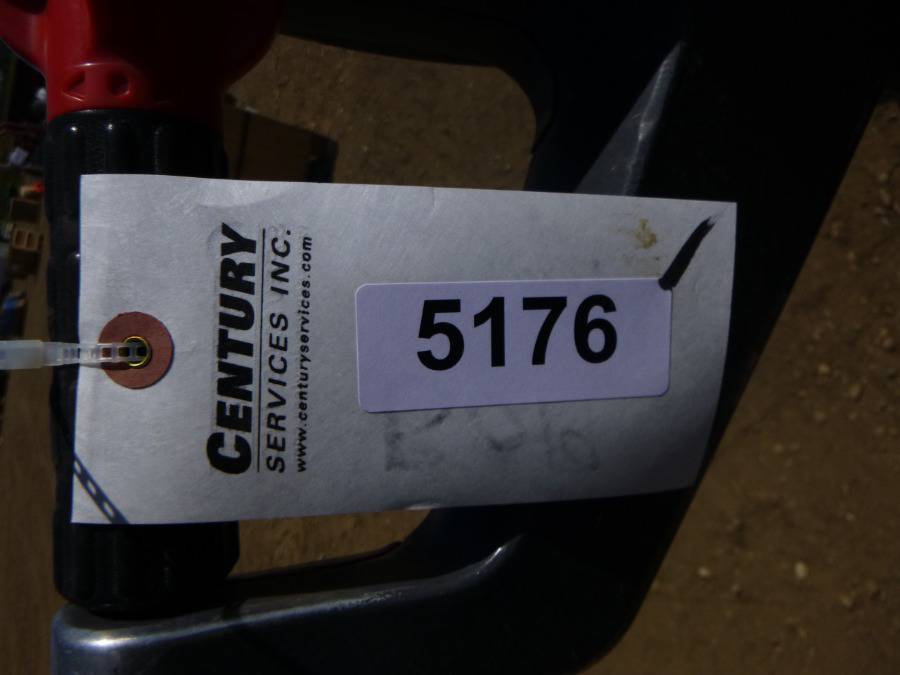 CENTURY
SERVICES INC.
www.centuryservices.com
5176